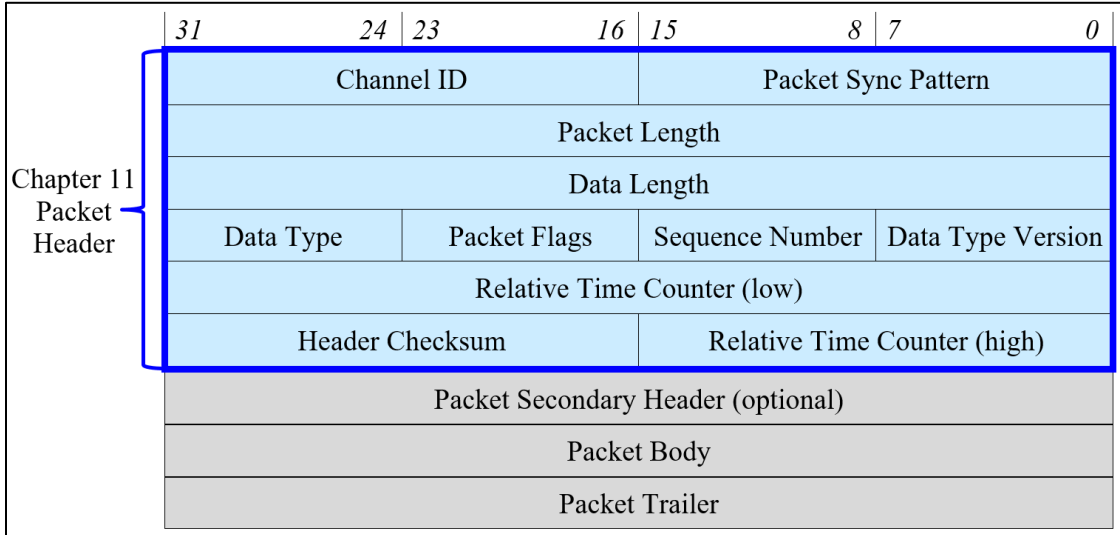 31 24 23 16 15 8 7 0
Channel ID Packet Sync Pattern
Packet Length
Data Length
Chapter 11
Packet
Header
Data Type Packet Flags Sequence Number Data Type Version
Relative Time Counter (low)
Header Checksum Relative Time Counter (high)
Packet Secondary Header (optional)
Packet Body
Packet Trailer